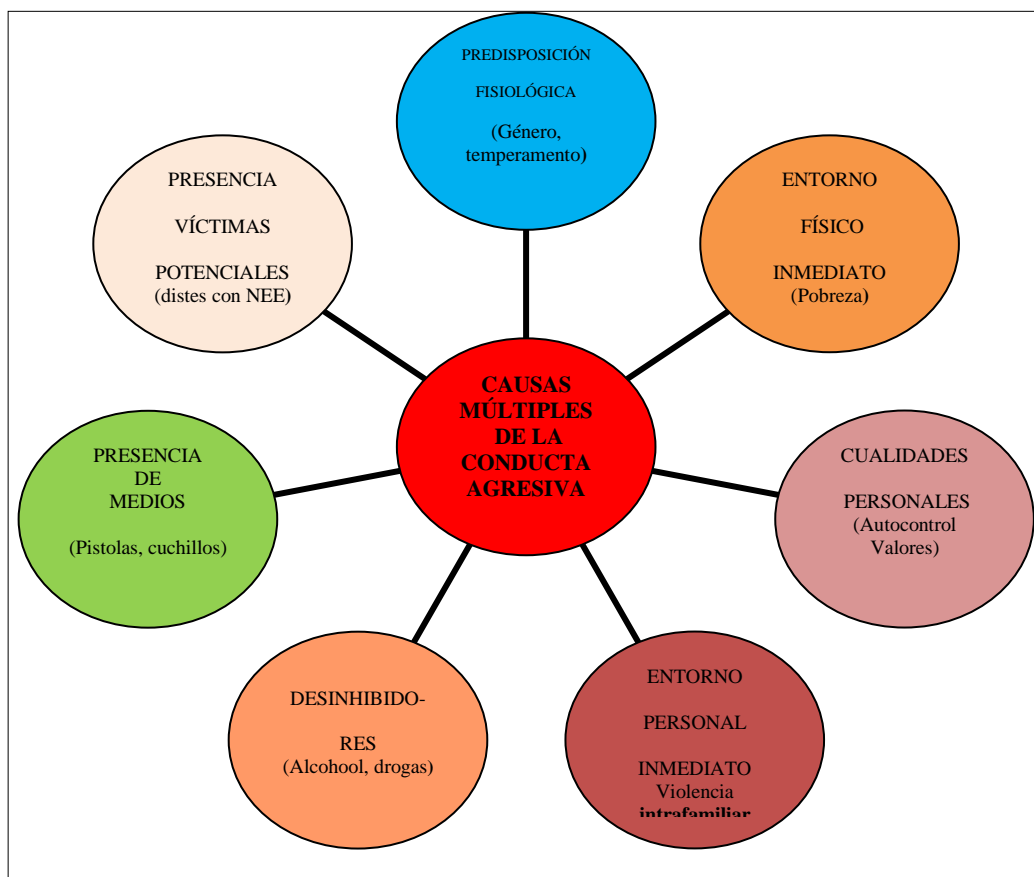 PREDISPOSICIÓN
FISIOLÓGICA
(Género,
temperamento)
ENTORNO
FÍSICO
INMEDIATO
(Pobreza)
CUALIDADES
PERSONALES
(Autocontrol
Valores)
ENTORNO
PERSONAL
INMEDIATO
Violencia
intrafamiliar
DESINHIBIDO-
RES
(Alcohool, drogas)
PRESENCIA
DE
MEDIOS
(Pistolas, cuchillos)
PRESENCIA
VÍCTIMAS
POTENCIALES
(distes con NEE)
CAUSAS
MÚLTIPLES
DE LA
CONDUCTA
AGRESIVA